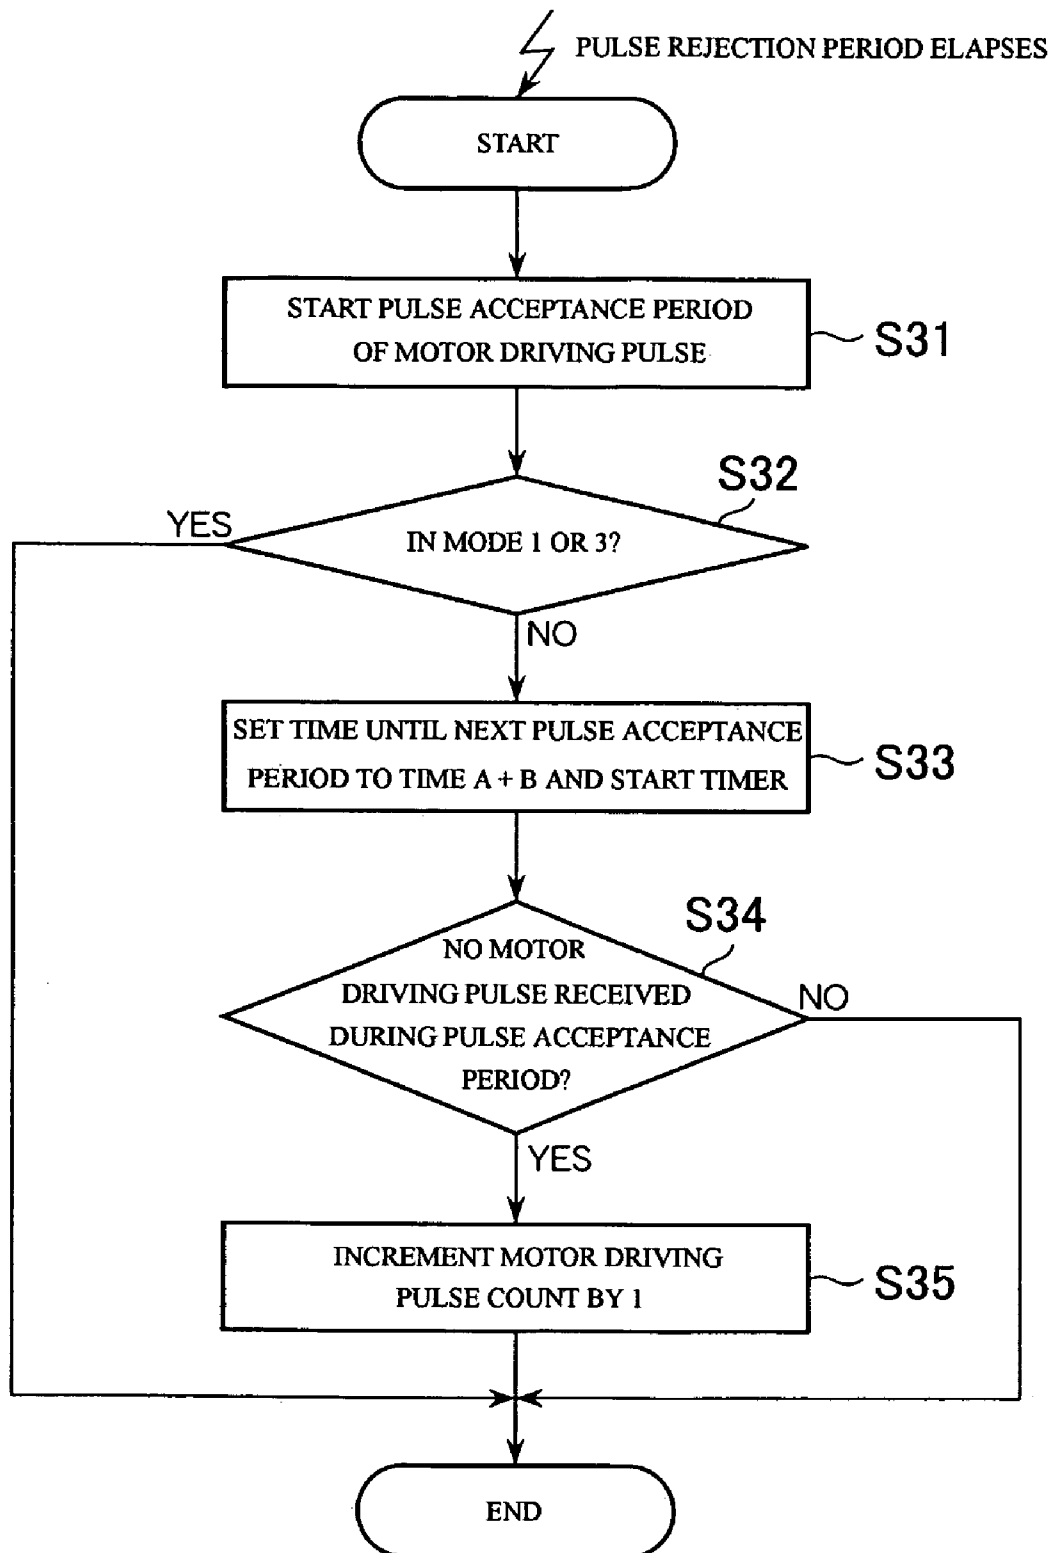 PULSE REJECTION PERIOD ELAPSES
START
START PULSE ACCEPTANCE PERIOD
OF MOTOR DRIVING PULSE
S31
S32
YES
IN MODE 1 OR 3?
NO
SET TIME UNTIL NEXT PULSE ACCEPTANCE
PERIOD TO TIME A + B AND START TIMER
S33
S34
NO MOTOR
DRIVING PULSE RECEIVED
DURING PULSE ACCEPTANCE
PERIOD?
NO
YES
INCREMENT MOTOR DRIVING
PULSE COUNT BY 1
S35
END